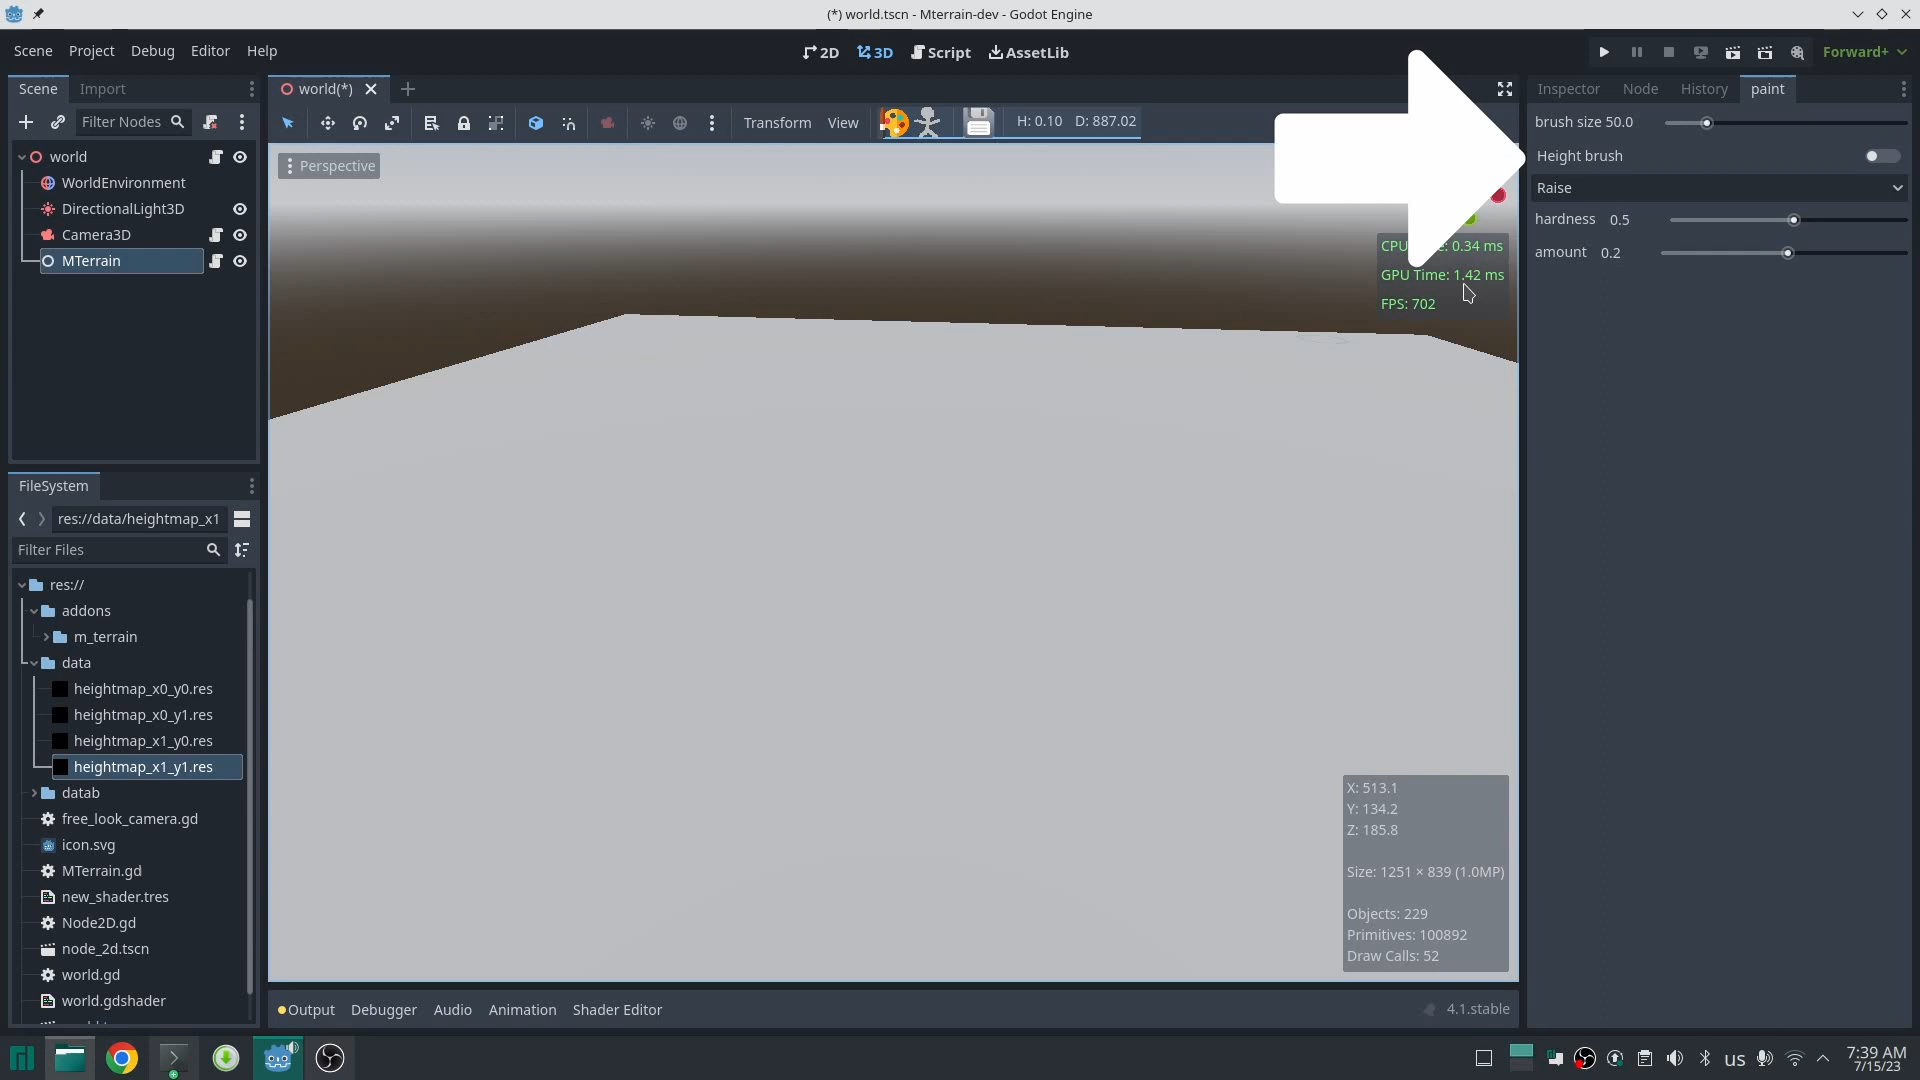 (*) world.tscn - Mterrain-dev - Godot Engine
Scene Project Debug Editor Help
2D 3D Script AssetLib
Forward+
Scene Import
world(*)
Inspector Node History paint
Filter Nodes
Transform View
H: 0.10 D: 887.02
brush size 50.0
Height brush
Raise
hardness 0.5
amount 0.2
world
WorldEnvironment
DirectionalLight3D
Camera3D
MTerrain
Perspective
CPU e: 0.34 ms
GPU Time: 1.42 ms
FPS: 702
FileSystem
res://data/heightmap_x1
Filter Files
res://
addons
m_terrain
data
heightmap_x0_y0.res
heightmap_x0_y1.res
heightmap_x1_y0.res
heightmap_x1_y1.res
datab
free_look_camera.gd
icon.svg
MTerrain.gd
new_shader.tres
Node2D.gd
node_2d.tscn
world.gd
world.gdshader
X: 513.1
Y: 134.2
Z: 185.8
Size: 1251 × 839 (1.0MP)
Objects: 229
Primitives: 100892
Draw Calls: 52
Output Debugger Audio Animation Shader Editor
4.1.stable
us
7:39 AM
7/15/23